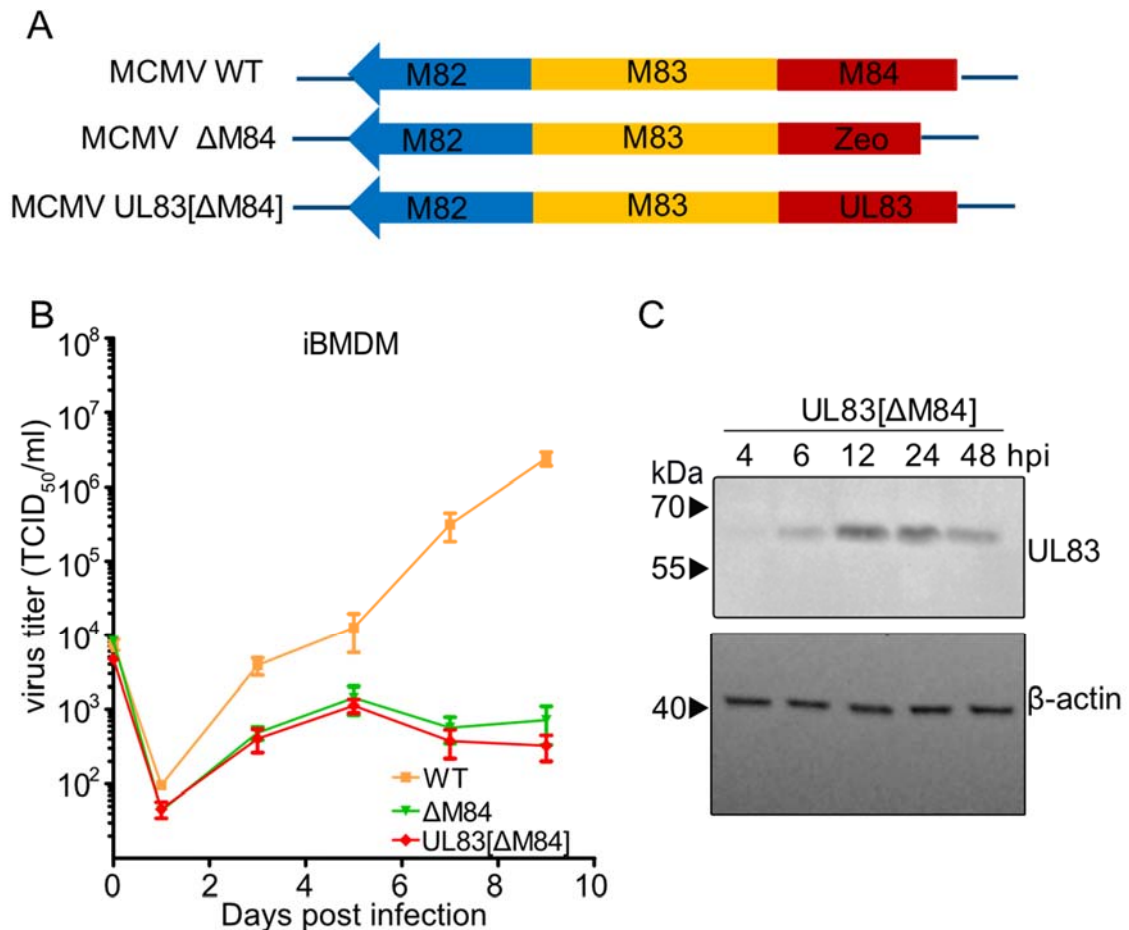 A
MCMV WT
M82 M83 M84
MCMV ΔM84
M82 M83 Zeo
MCMV UL83[ΔM84]
M82 M83 UL83
B
iBMDM
virus titer (TCID50/ml)
10^8
10^7
10^6
10^5
10^4
10^3
10^2
WT
ΔM84
UL83[ΔM84]
0 2 4 6 8 10
Days post infection
C
UL83[ΔM84]
4 6 12 24 48 hpi
kDa
70
55
UL83
40
β-actin